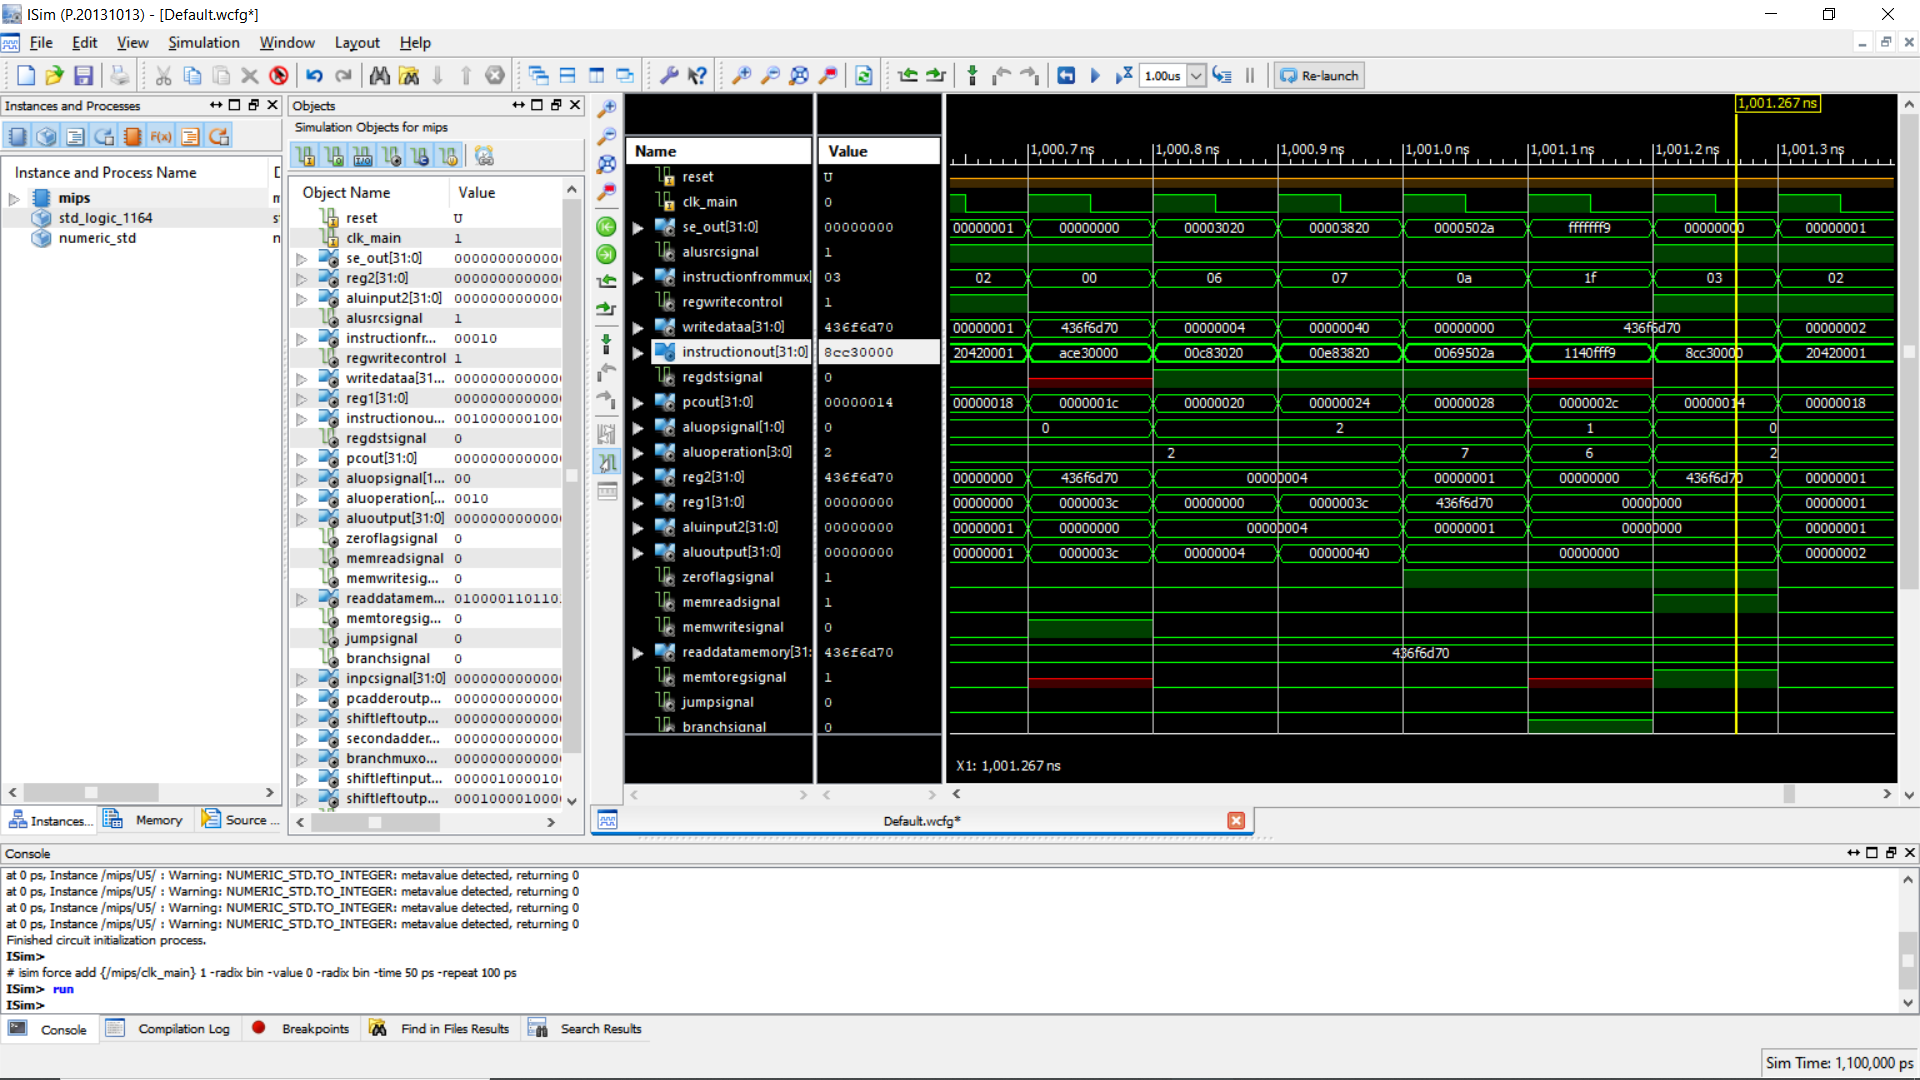 ISim (P.20131013) - [Default.wcfg*]
File Edit View Simulation Window Layout Help
1.00us Re-launch
Instances and Processes
F(x)
Instance and Process Name
mips
std_logic_1164
numeric_std
Instances... Memory Source ...
Objects
Simulation Objects for mips
Object Name Value
reset U
clk_main 1
se_out[31:0] 0000000000000
reg2[31:0] 0000000000000
aluinput2[31:0] 0000000000000
alusrcsignal 1
instructionfr... 00010
regwritecontrol 1
writedataa[31... 0000000000000
reg1[31:0] 0000000000000
instructionou... 0010000001000
regdstsignal 0
pcout[31:0] 0000000000000
aluopsignal[1... 00
aluoperation[... 0010
aluoutput[31:0] 0000000000000
zeroflagsignal 0
memreadsignal 0
memwritesig... 0
readdatamem... 010000110110
memtoregsig... 0
jumpsignal 0
branchsignal 0
inpcsignal[31:0] 0000000000000
pcadderoutp... 0000000000000
shiftleftoutp... 0000000000000
secondadder... 0000000000000
branchmuxo... 0000000000000
shiftleftinput... 0000010000100
shiftleftoutp... 0001000010000
1,001.267 ns
Name Value
1,000.7 ns 1,000.8 ns 1,000.9 ns 1,001.0 ns 1,001.1 ns 1,001.2 ns 1,001.3 ns
reset U
clk_main 0
se_out[31:0] 00000000 00000001 00000000 00003020 00003820 0000502a fffffff9 00000000 00000001
alusrcsignal 1
instructionfrommux 03 02 00 06 07 0a 1f 03 02
regwritecontrol 1
writedataa[31:0] 436f6d70 00000001 436f6d70 00000004 00000040 00000000 436f6d70 00000002
instructionout[31:0] 8cc30000 20420001 ace30000 00c83020 00e83820 0069502a 1140fff9 8cc30000 20420001
regdstsignal 0
pcout[31:0] 00000014 00000018 0000001c 00000020 00000024 00000028 0000002c 00000014 00000018
aluopsignal[1:0] 0 0 2 1 0
aluoperation[3:0] 2 2 7 6 2
reg2[31:0] 436f6d70 00000000 436f6d70 00000004 00000001 00000000 436f6d70 00000001
reg1[31:0] 00000000 00000000 0000003c 00000000 0000003c 436f6d70 00000000 00000001
aluinput2[31:0] 00000000 00000001 00000000 00000004 00000001 00000000 00000001
aluoutput[31:0] 00000000 00000001 0000003c 00000004 00000040 00000000 00000002
zeroflagsignal 1
memreadsignal 1
memwritesignal 0
readdatamemory[31: 436f6d70 436f6d70
memtoregsignal 1
jumpsignal 0
branchsignal 0
X1: 1,001.267 ns
Default.wcfg*
Console
at 0 ps, Instance /mips/U5/ : Warning: NUMERIC_STD.TO_INTEGER: metavalue detected, returning 0
at 0 ps, Instance /mips/U5/ : Warning: NUMERIC_STD.TO_INTEGER: metavalue detected, returning 0
at 0 ps, Instance /mips/U5/ : Warning: NUMERIC_STD.TO_INTEGER: metavalue detected, returning 0
at 0 ps, Instance /mips/U5/ : Warning: NUMERIC_STD.TO_INTEGER: metavalue detected, returning 0
Finished circuit initialization process.
ISim>
# isim force add {/mips/clk_main} 1 -radix bin -value 0 -radix bin -time 50 ps -repeat 100 ps
ISim> run
ISim>
Console Compilation Log Breakpoints Find in Files Results Search Results
Sim Time: 1,100,000 ps